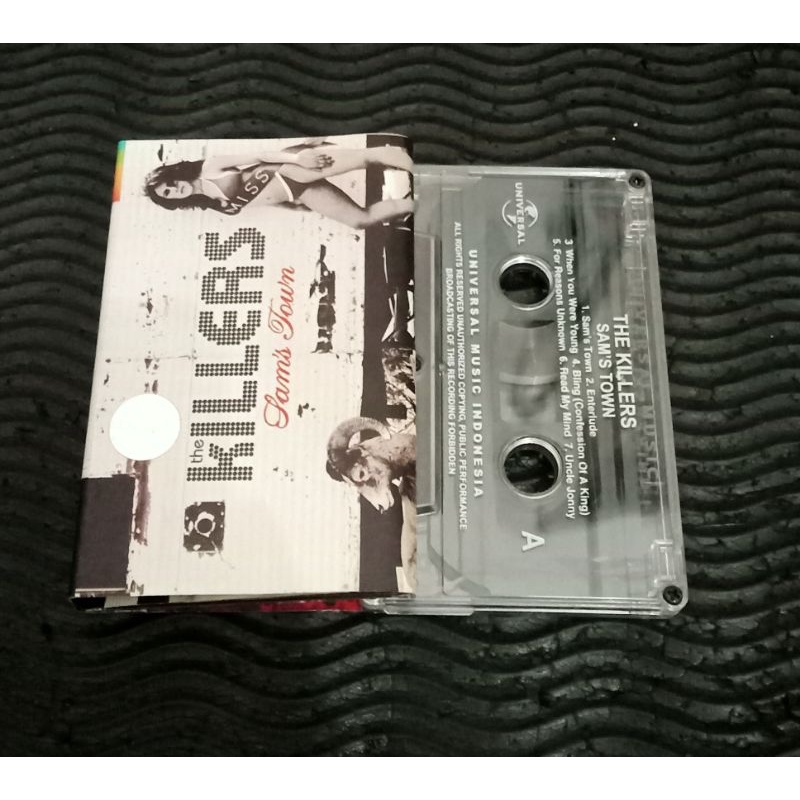 MISS
the
KILLERS
Sam's Town
UNIVERSAL
THE KILLERS
SAM'S TOWN
1. Sam's Town 2. Enterlude
3 When You Were Young 4. Bling (Confession Of A King)
5. For Reasons Unknown 6. Read My Mind 7. Uncle Jonny
A
UNIVERSAL MUSIC INDONESIA
ALL RIGHTS RESERVED UNAUTHORIZED COPYING, PUBLIC PERFORMANCE
BROADCASTING OF THIS RECORDING FORBIDDEN